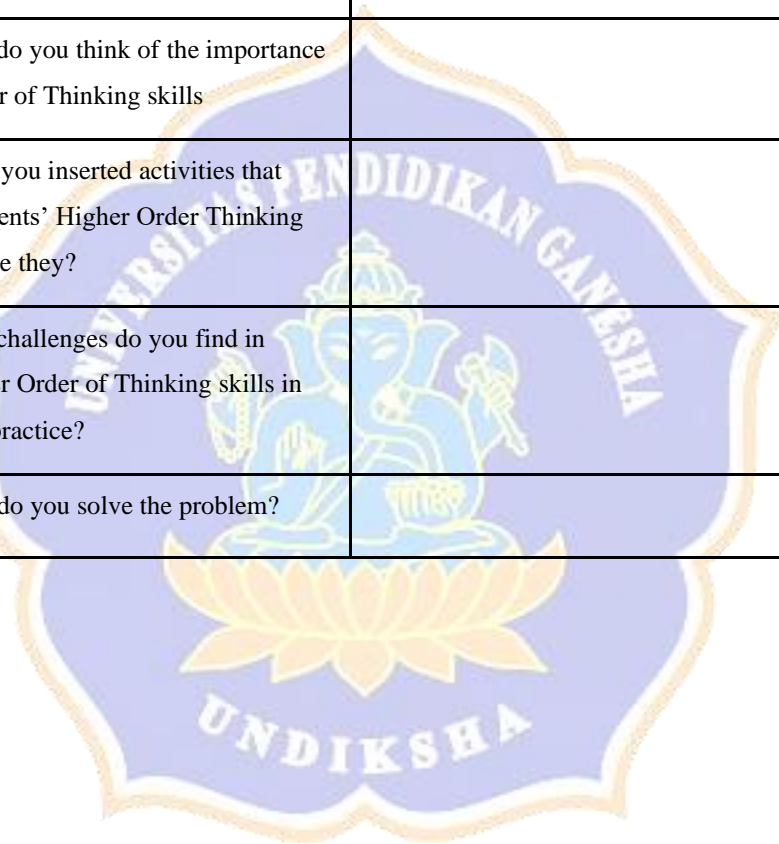 do you think of the importance
r of Thinking skills
you inserted activities that
ents’ Higher Order Thinking
e they?
challenges do you find in
r Order of Thinking skills in
practice?
do you solve the problem?
UNIVERSITAS PENDIDIKAN GANESHA
UNDIKSHA